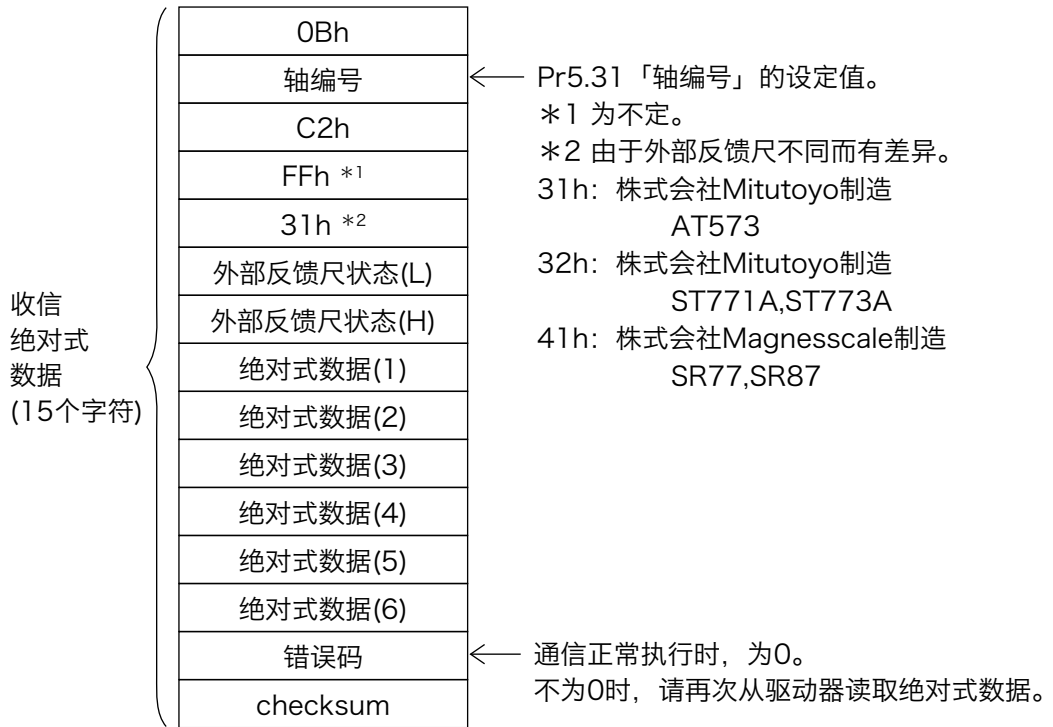 0Bh
轴编号
C2h
FFh *1
31h *2
外部反馈尺状态(L)
外部反馈尺状态(H)
绝对式数据(1)
绝对式数据(2)
绝对式数据(3)
绝对式数据(4)
绝对式数据(5)
绝对式数据(6)
错误码
checksum
收信
绝对式
数据
(15个字符)
Pr5.31「轴编号」的设定值。
*1 为不定。
*2 由于外部反馈尺不同而有差异。
31h：株式会社Mitutoyo制造
AT573
32h：株式会社Mitutoyo制造
ST771A,ST773A
41h：株式会社Magnesscale制造
SR77,SR87
通信正常执行时，为0。
不为0时，请再次从驱动器读取绝对式数据。